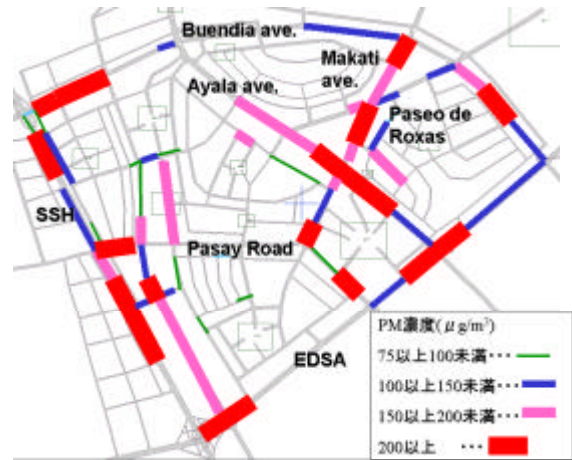 Buendia ave.
Makati
ave.
Ayala ave.
Paseo de
Roxas
SSH
Pasay Road
EDSA
PM濃度(μg/m³)
75以上100未満…
100以上150未満…
150以上200未満…
200以上 …